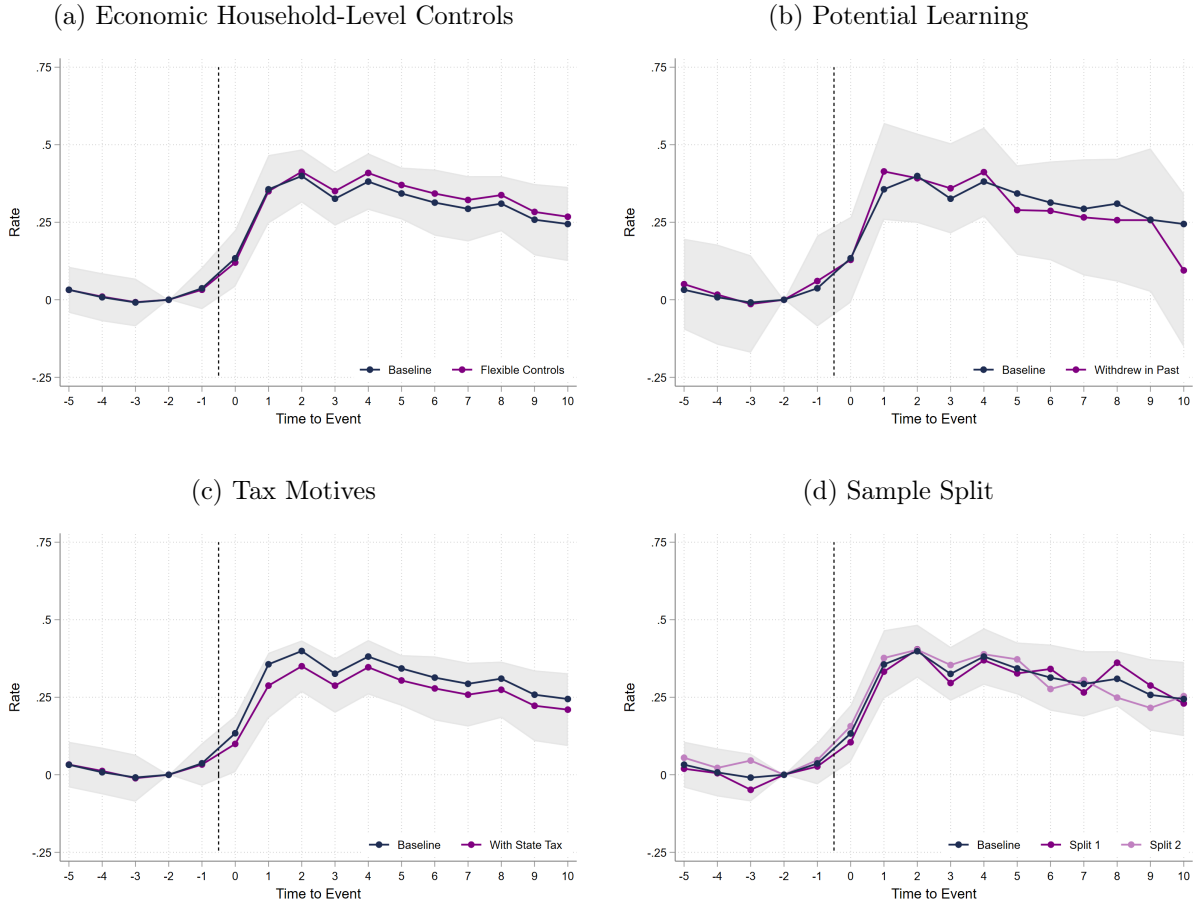 (a) Economic Household-Level Controls
.75
.5
.25
0
-.25
Rate
Baseline Flexible Controls
-5 -4 -3 -2 -1 0 1 2 3 4 5 6 7 8 9 10
Time to Event
(b) Potential Learning
.75
.5
.25
0
-.25
Rate
Baseline Withdrew in Past
-5 -4 -3 -2 -1 0 1 2 3 4 5 6 7 8 9 10
Time to Event
(c) Tax Motives
.75
.5
.25
0
-.25
Rate
Baseline With State Tax
-5 -4 -3 -2 -1 0 1 2 3 4 5 6 7 8 9 10
Time to Event
(d) Sample Split
.75
.5
.25
0
-.25
Rate
Baseline Split 1 Split 2
-5 -4 -3 -2 -1 0 1 2 3 4 5 6 7 8 9 10
Time to Event